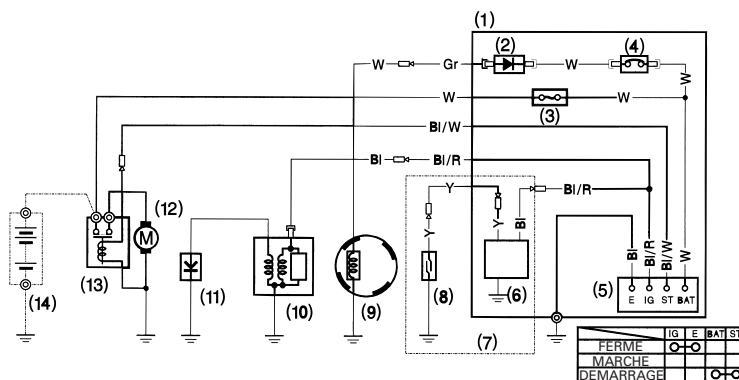 (1)
(2)
(4)
W
Gr
W
W
W
W
(3)
Bl/W
Bl
Bl/R
Y
Bl/R
(12)
Y
Y
Bl
M
Bl
Bl/R
Bl/W
W
(5)
E IG ST BAT
(13)
(14)
(11)
(10)
(9)
(8)
(6)
(7)
IG E BAT ST
FERME
MARCHE
DEMARRAGE